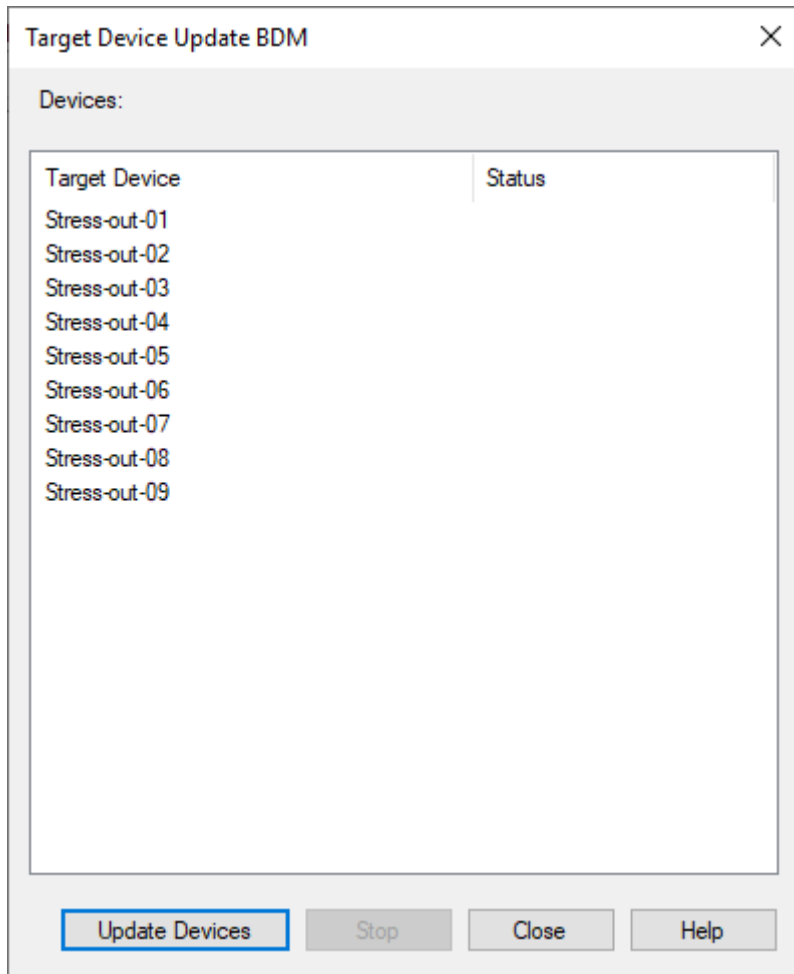 Target Device Update BDM
Devices:
Target Device Status
Stress-out-01
Stress-out-02
Stress-out-03
Stress-out-04
Stress-out-05
Stress-out-06
Stress-out-07
Stress-out-08
Stress-out-09
Update Devices Stop Close Help